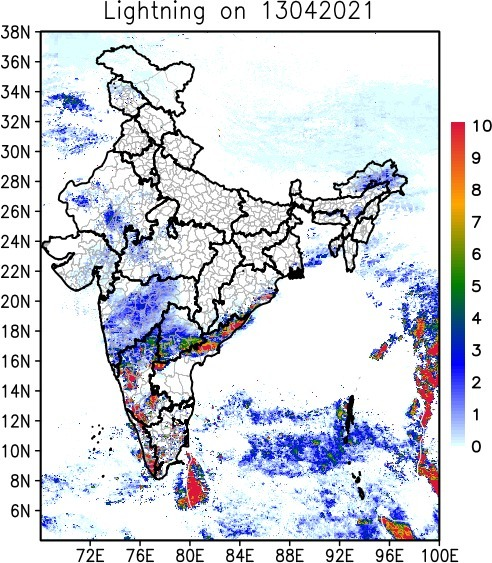 Lightning on 13042021
38N
36N
34N
32N
30N
28N
26N
24N
22N
20N
18N
16N
14N
12N
10N
8N
6N
72E 76E 80E 84E 88E 92E 96E 100E
10
9
8
7
6
5
4
3
2
1
0